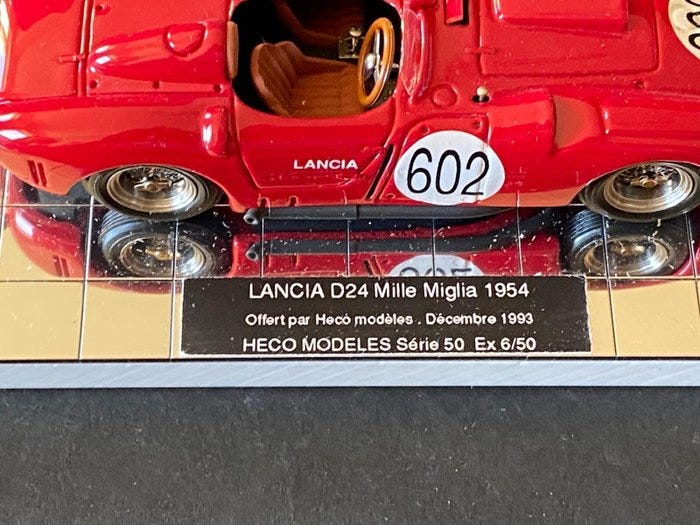 LANCIA
602
LANCIA D24 Mille Miglia 1954
Offert par Heco modèles . Décembre 1993
HECO MODELES Série 50 Ex 6/50